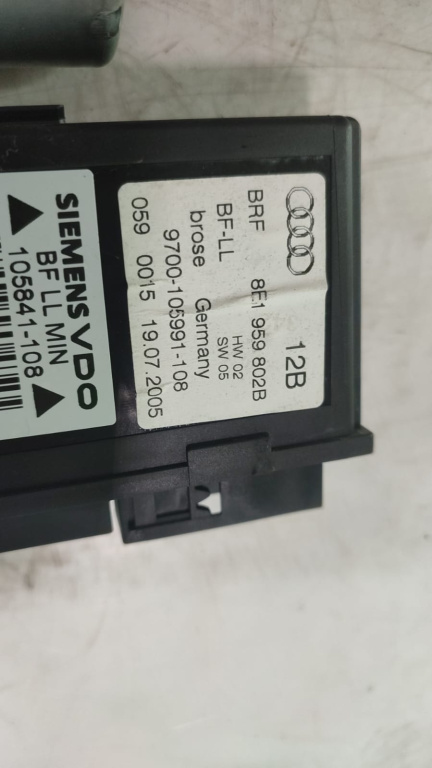 SIEMENS VDO
BF LL MIN
105841-108
12B
BRF 8E1 959 802B
BF-LL HW 02
SW 05
brose Germany
9700-105991-108
059 0015 19.07.2005